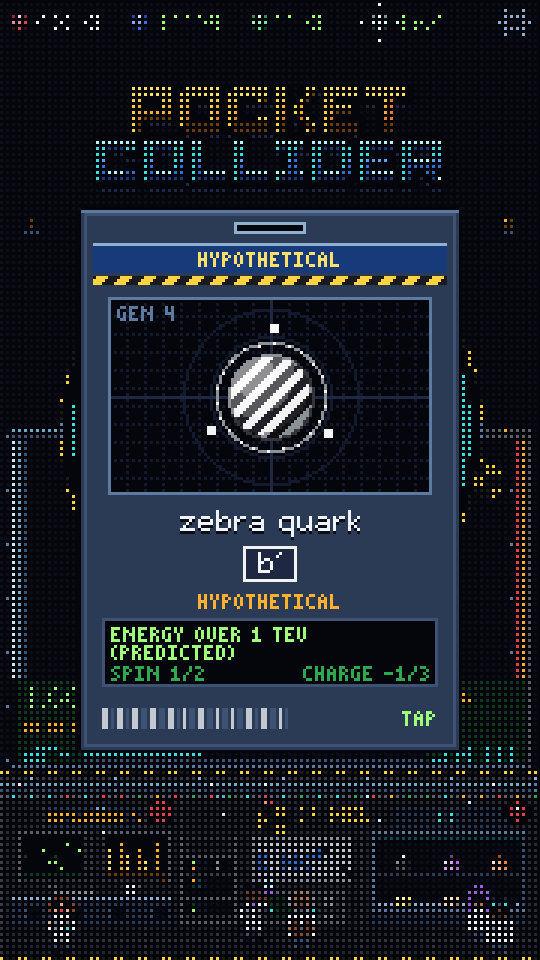 POCKET
COLLIDER
HYPOTHETICAL
GEN 4
zebra quark
b´
HYPOTHETICAL
ENERGY OVER 1 TEV
(PREDICTED)
SPIN 1/2 CHARGE -1/3
TAP